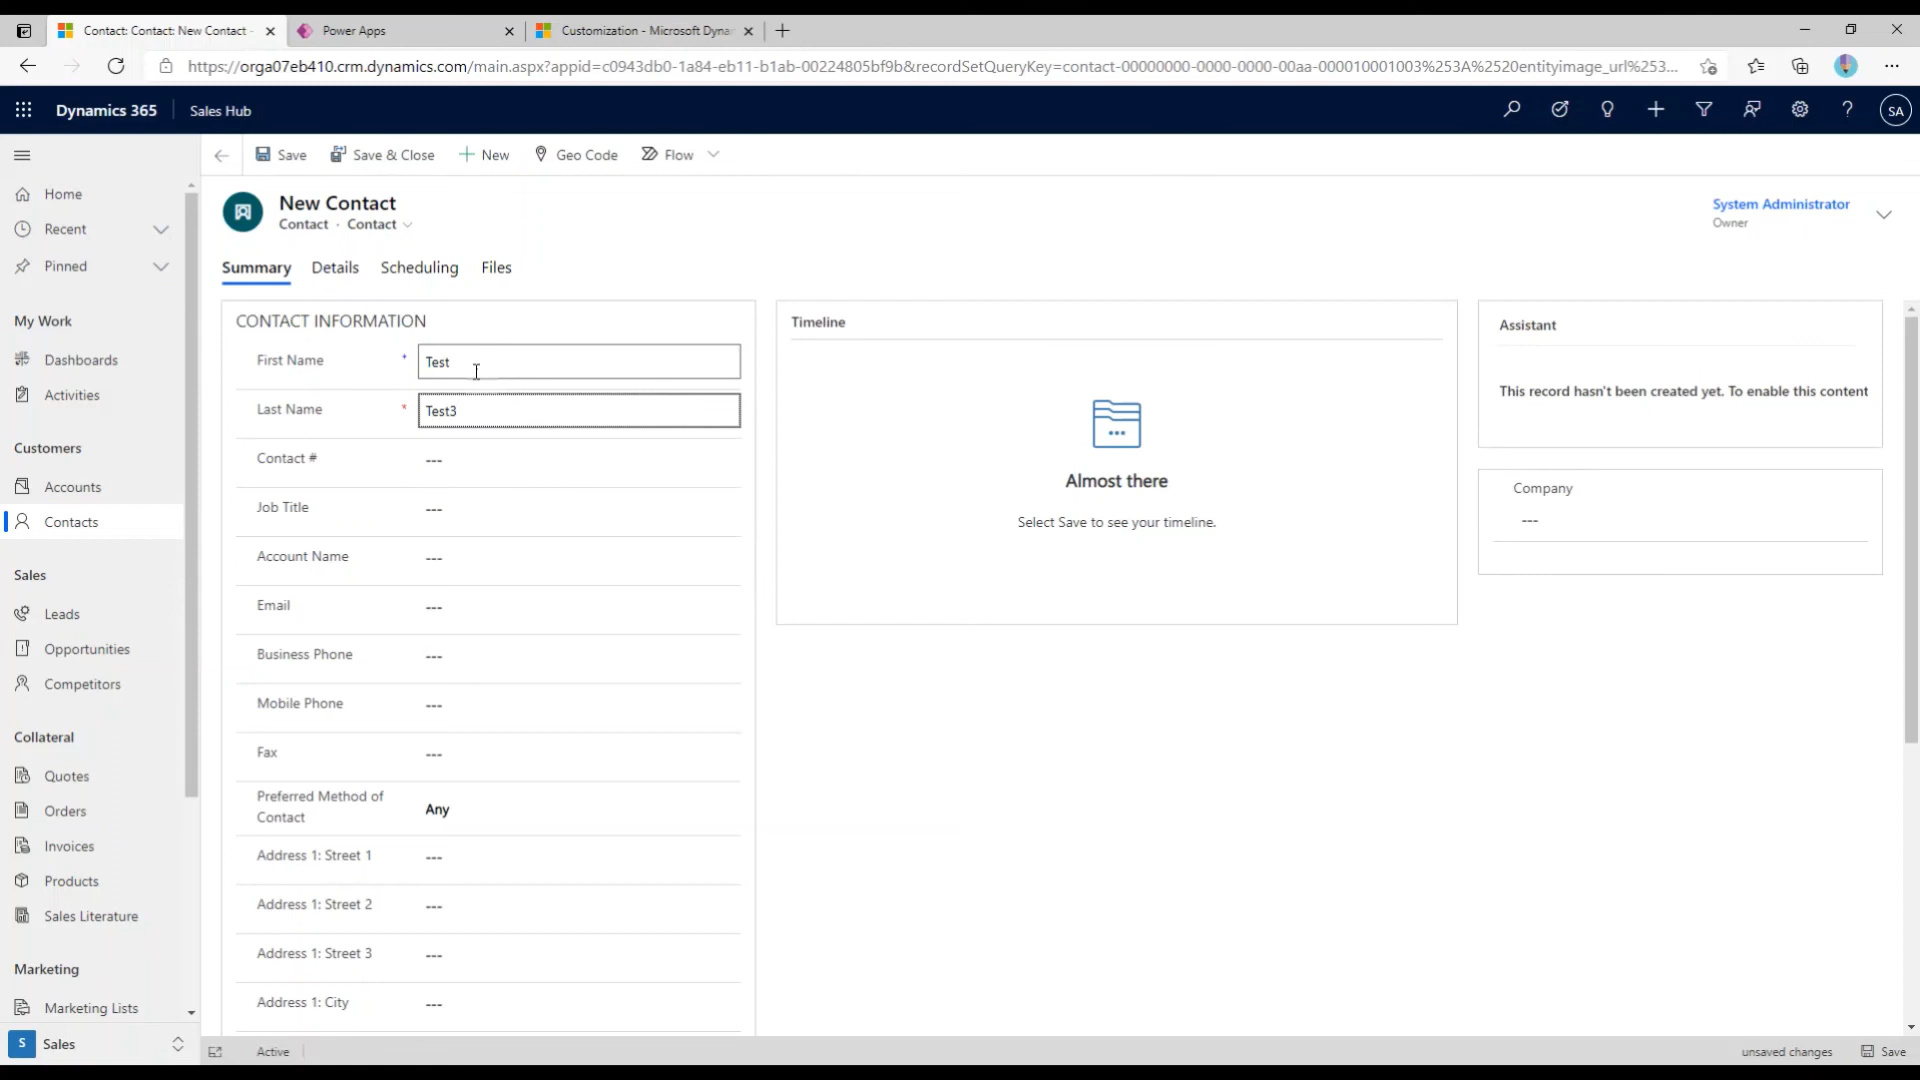 Contact: Contact: New Contact -
Power Apps
Customization - Microsoft Dyna
https://orga07eb410.crm.dynamics.com/main.aspx?appid=c0943db0-1a84-eb11-b1ab-00224805bf9b&recordSetQueryKey=contact-00000000-0000-0000-00aa-000010001003%253A%2520entityimage_url%253...
Dynamics 365
Sales Hub
SA
Save
Save & Close
New
Geo Code
Flow
Home
Recent
Pinned
My Work
Dashboards
Activities
Customers
Accounts
Contacts
Sales
Leads
Opportunities
Competitors
Collateral
Quotes
Orders
Invoices
Products
Sales Literature
Marketing
Marketing Lists
S
Sales
New Contact
Contact · Contact
System Administrator
Owner
Summary
Details
Scheduling
Files
CONTACT INFORMATION
First Name * Test
Last Name * Test3
Contact # ---
Job Title ---
Account Name ---
Email ---
Business Phone ---
Mobile Phone ---
Fax ---
Preferred Method of
Contact
Any
Address 1: Street 1 ---
Address 1: Street 2 ---
Address 1: Street 3 ---
Address 1: City ---
Timeline
Almost there
Select Save to see your timeline.
Assistant
This record hasn't been created yet. To enable this content
Company
---
Active
unsaved changes
Save